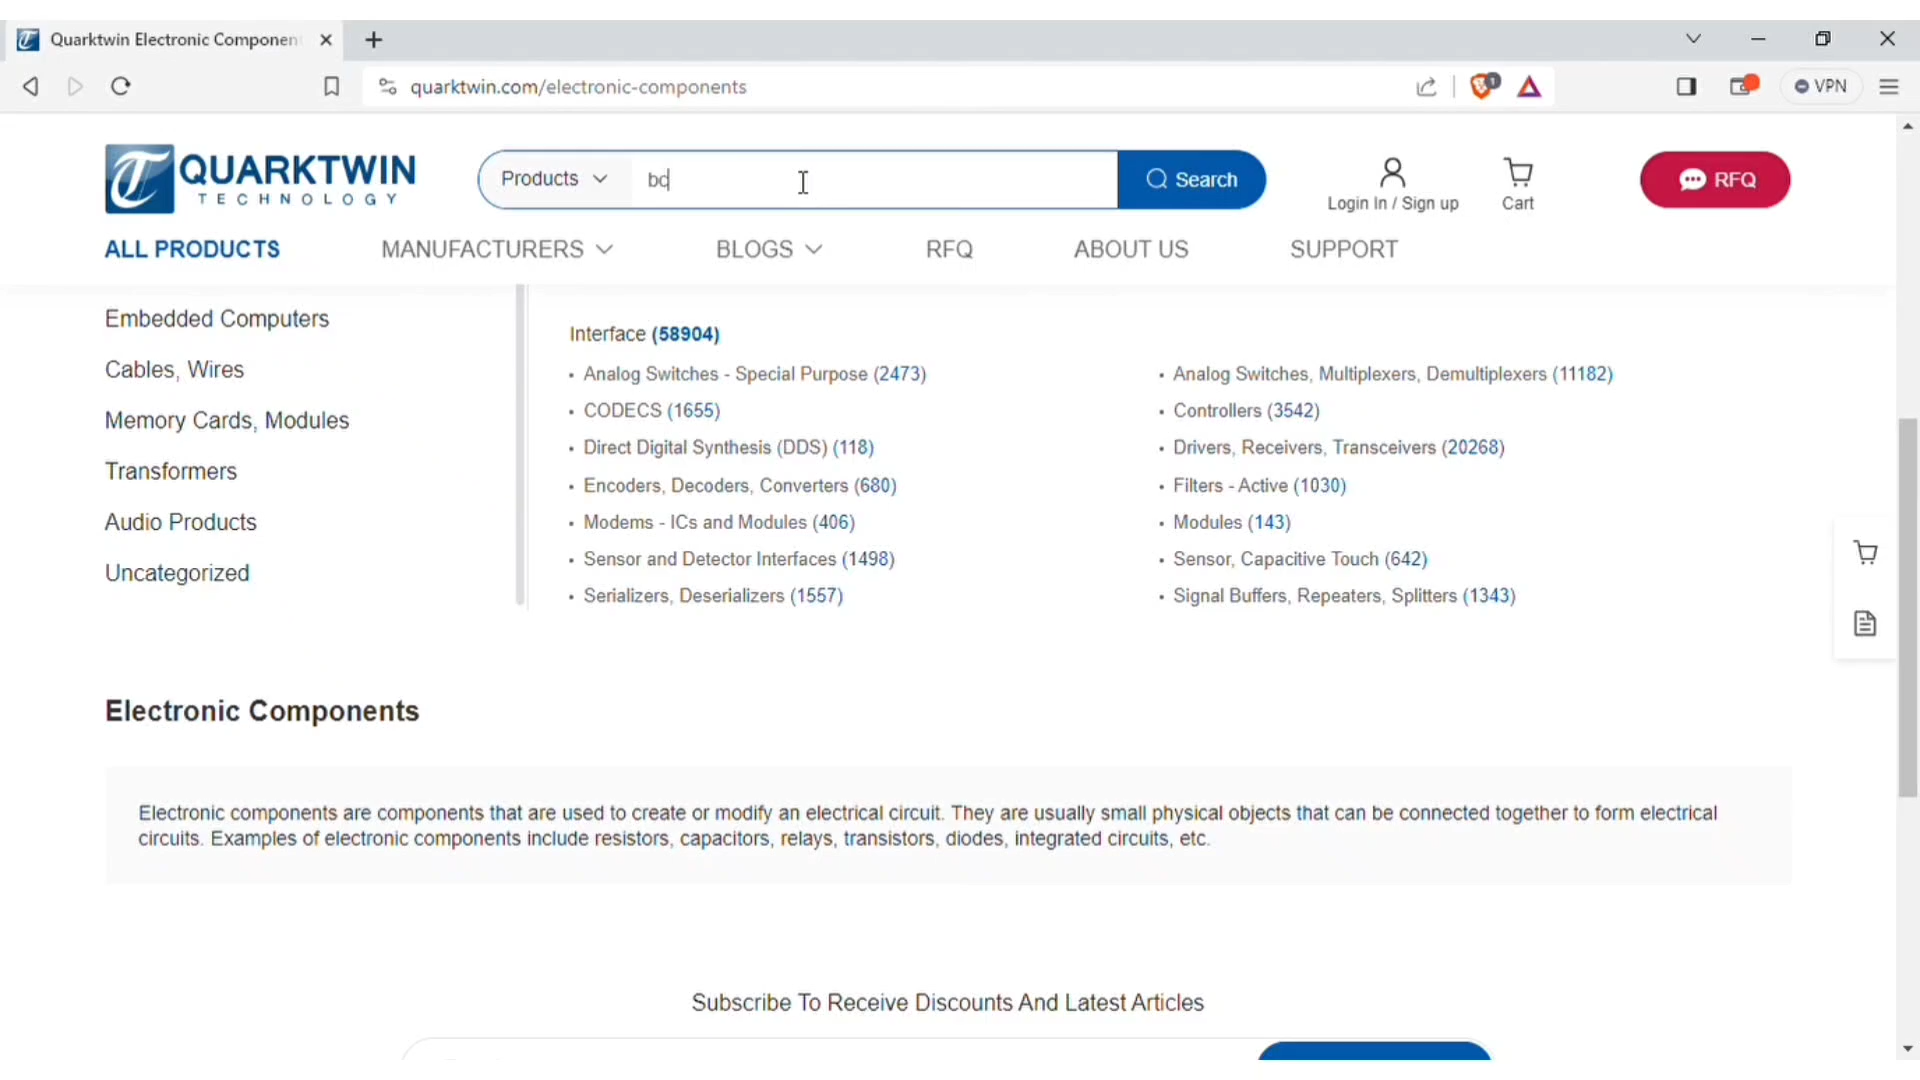 Quarktwin Electronic Componen
quarktwin.com/electronic-components
1
VPN
QUARKTWIN
TECHNOLOGY
Products
bc
Search
Login In / Sign up
Cart
RFQ
ALL PRODUCTS
MANUFACTURERS
BLOGS
RFQ
ABOUT US
SUPPORT
Embedded Computers
Cables, Wires
Memory Cards, Modules
Transformers
Audio Products
Uncategorized
Interface (58904)
Analog Switches - Special Purpose (2473)
Analog Switches, Multiplexers, Demultiplexers (11182)
CODECS (1655)
Controllers (3542)
Direct Digital Synthesis (DDS) (118)
Drivers, Receivers, Transceivers (20268)
Encoders, Decoders, Converters (680)
Filters - Active (1030)
Modems - ICs and Modules (406)
Modules (143)
Sensor and Detector Interfaces (1498)
Sensor, Capacitive Touch (642)
Serializers, Deserializers (1557)
Signal Buffers, Repeaters, Splitters (1343)
Electronic Components
Electronic components are components that are used to create or modify an electrical circuit. They are usually small physical objects that can be connected together to form electrical
circuits. Examples of electronic components include resistors, capacitors, relays, transistors, diodes, integrated circuits, etc.
Subscribe To Receive Discounts And Latest Articles